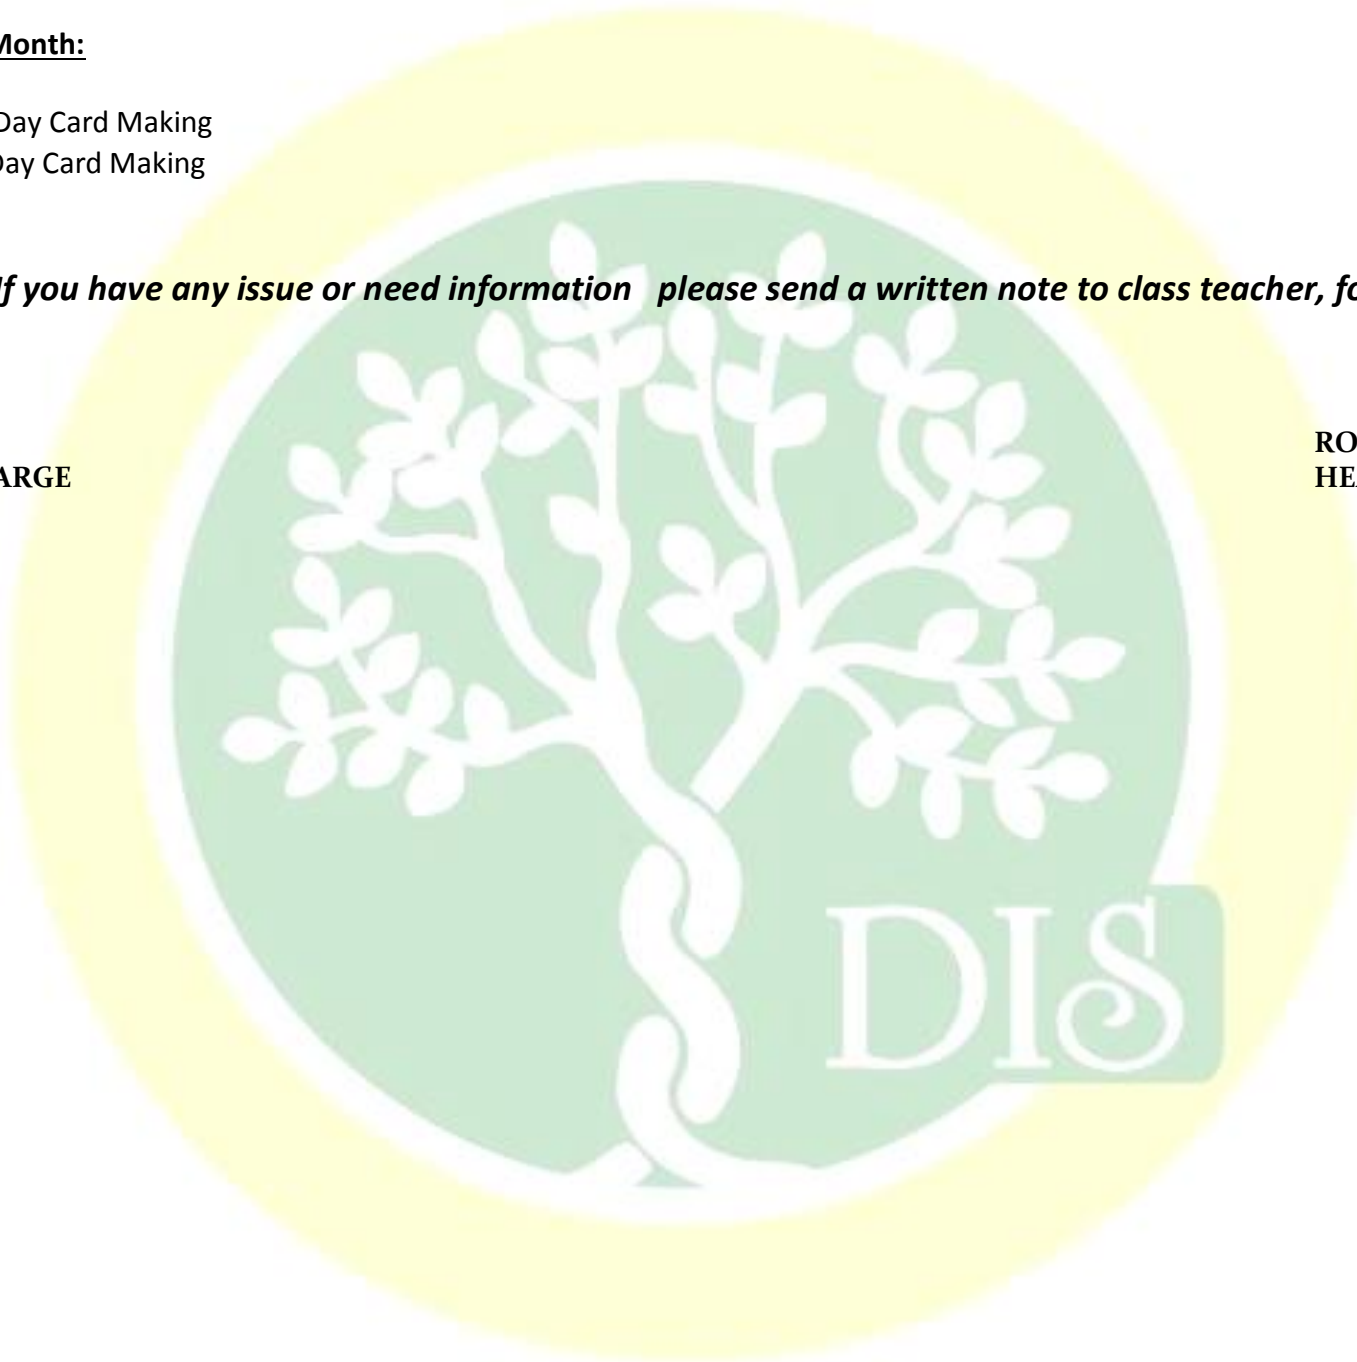 Month:
Day Card Making
Day Card Making
If you have any issue or need information please send a written note to class teacher, fo
RO
ARGE HEA
DIS